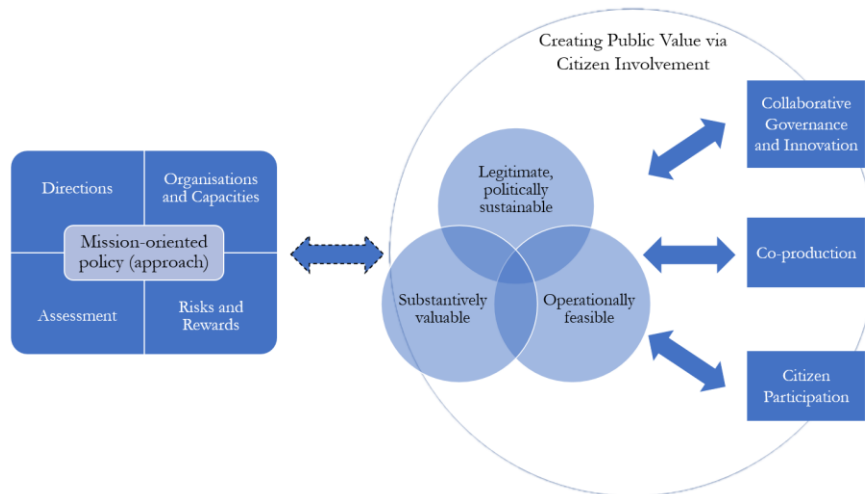 Creating Public Value via
Citizen Involvement
Collaborative
Governance
and Innovation
Directions
Organisations
and Capacities
Legitimate,
politically
sustainable
Mission-oriented
policy (approach)
Co-production
Assessment
Risks and
Rewards
Substantively
valuable
Operationally
feasible
Citizen
Participation